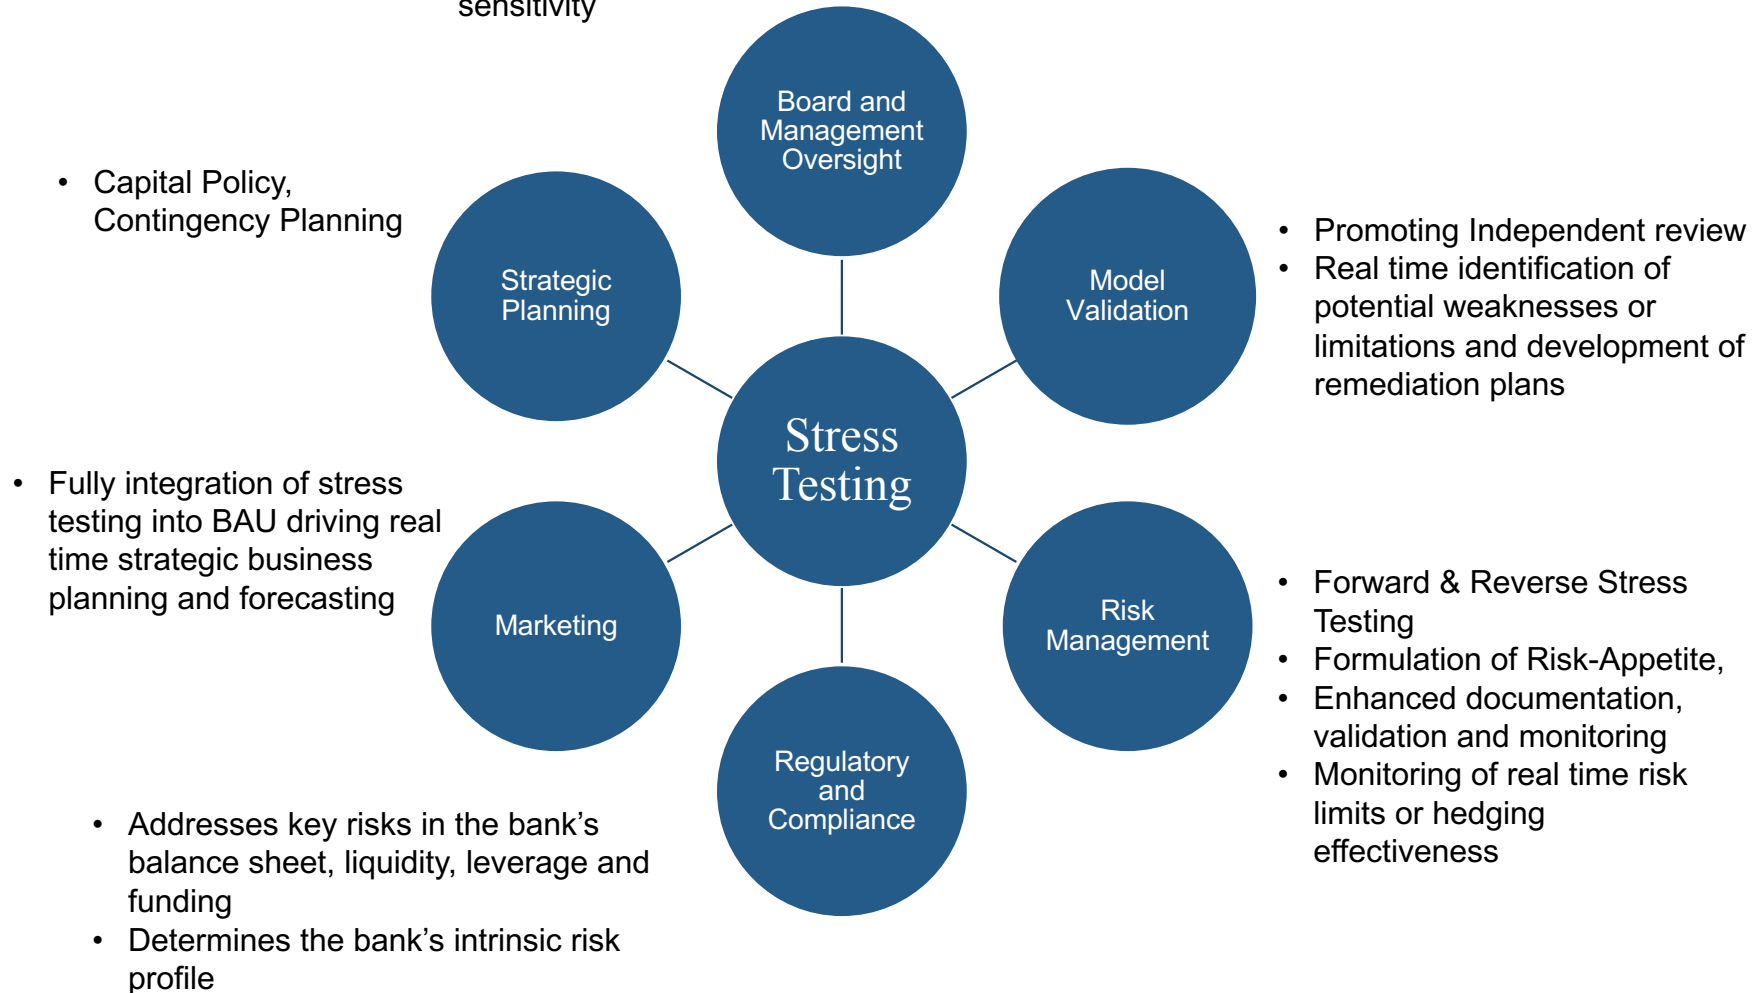 sensitivity
Board and
Management
Oversight
• Capital Policy,
Contingency Planning
Strategic
Planning
Model
Validation
• Promoting Independent review
• Real time identification of
potential weaknesses or
limitations and development of
remediation plans
Stress
Testing
• Fully integration of stress
testing into BAU driving real
time strategic business
planning and forecasting
Marketing
Risk
Management
• Forward & Reverse Stress
Testing
• Formulation of Risk-Appetite,
• Enhanced documentation,
validation and monitoring
• Monitoring of real time risk
limits or hedging
effectiveness
Regulatory
and
Compliance
• Addresses key risks in the bank’s
balance sheet, liquidity, leverage and
funding
• Determines the bank’s intrinsic risk
profile